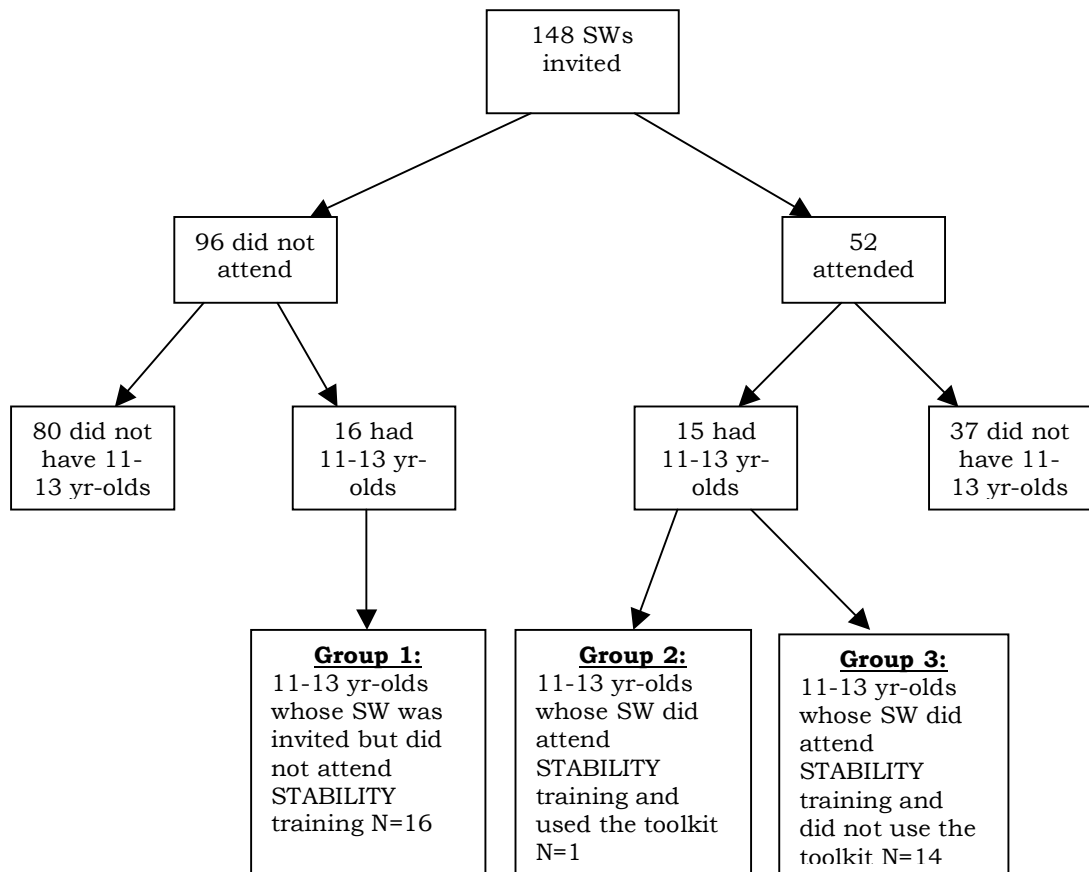 148 SWs
invited
96 did not
attend
52
attended
80 did not
have 11-
13 yr-olds
16 had
11-13 yr-
olds
15 had
11-13 yr-
olds
37 did not
have 11-
13 yr-olds
Group 1:
11-13 yr-olds
whose SW was
invited but did
not attend
STABILITY
training N=16
Group 2:
11-13 yr-olds
whose SW did
attend
STABILITY
training and
used the toolkit
N=1
Group 3:
11-13 yr-olds
whose SW did
attend
STABILITY
training and
did not use the
toolkit N=14